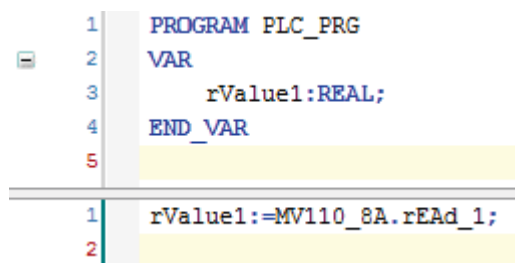 1 PROGRAM PLC_PRG
2 VAR
3 rValue1:REAL;
4 END_VAR
5
1 rValue1:=MV110_8A.rEAd_1;
2